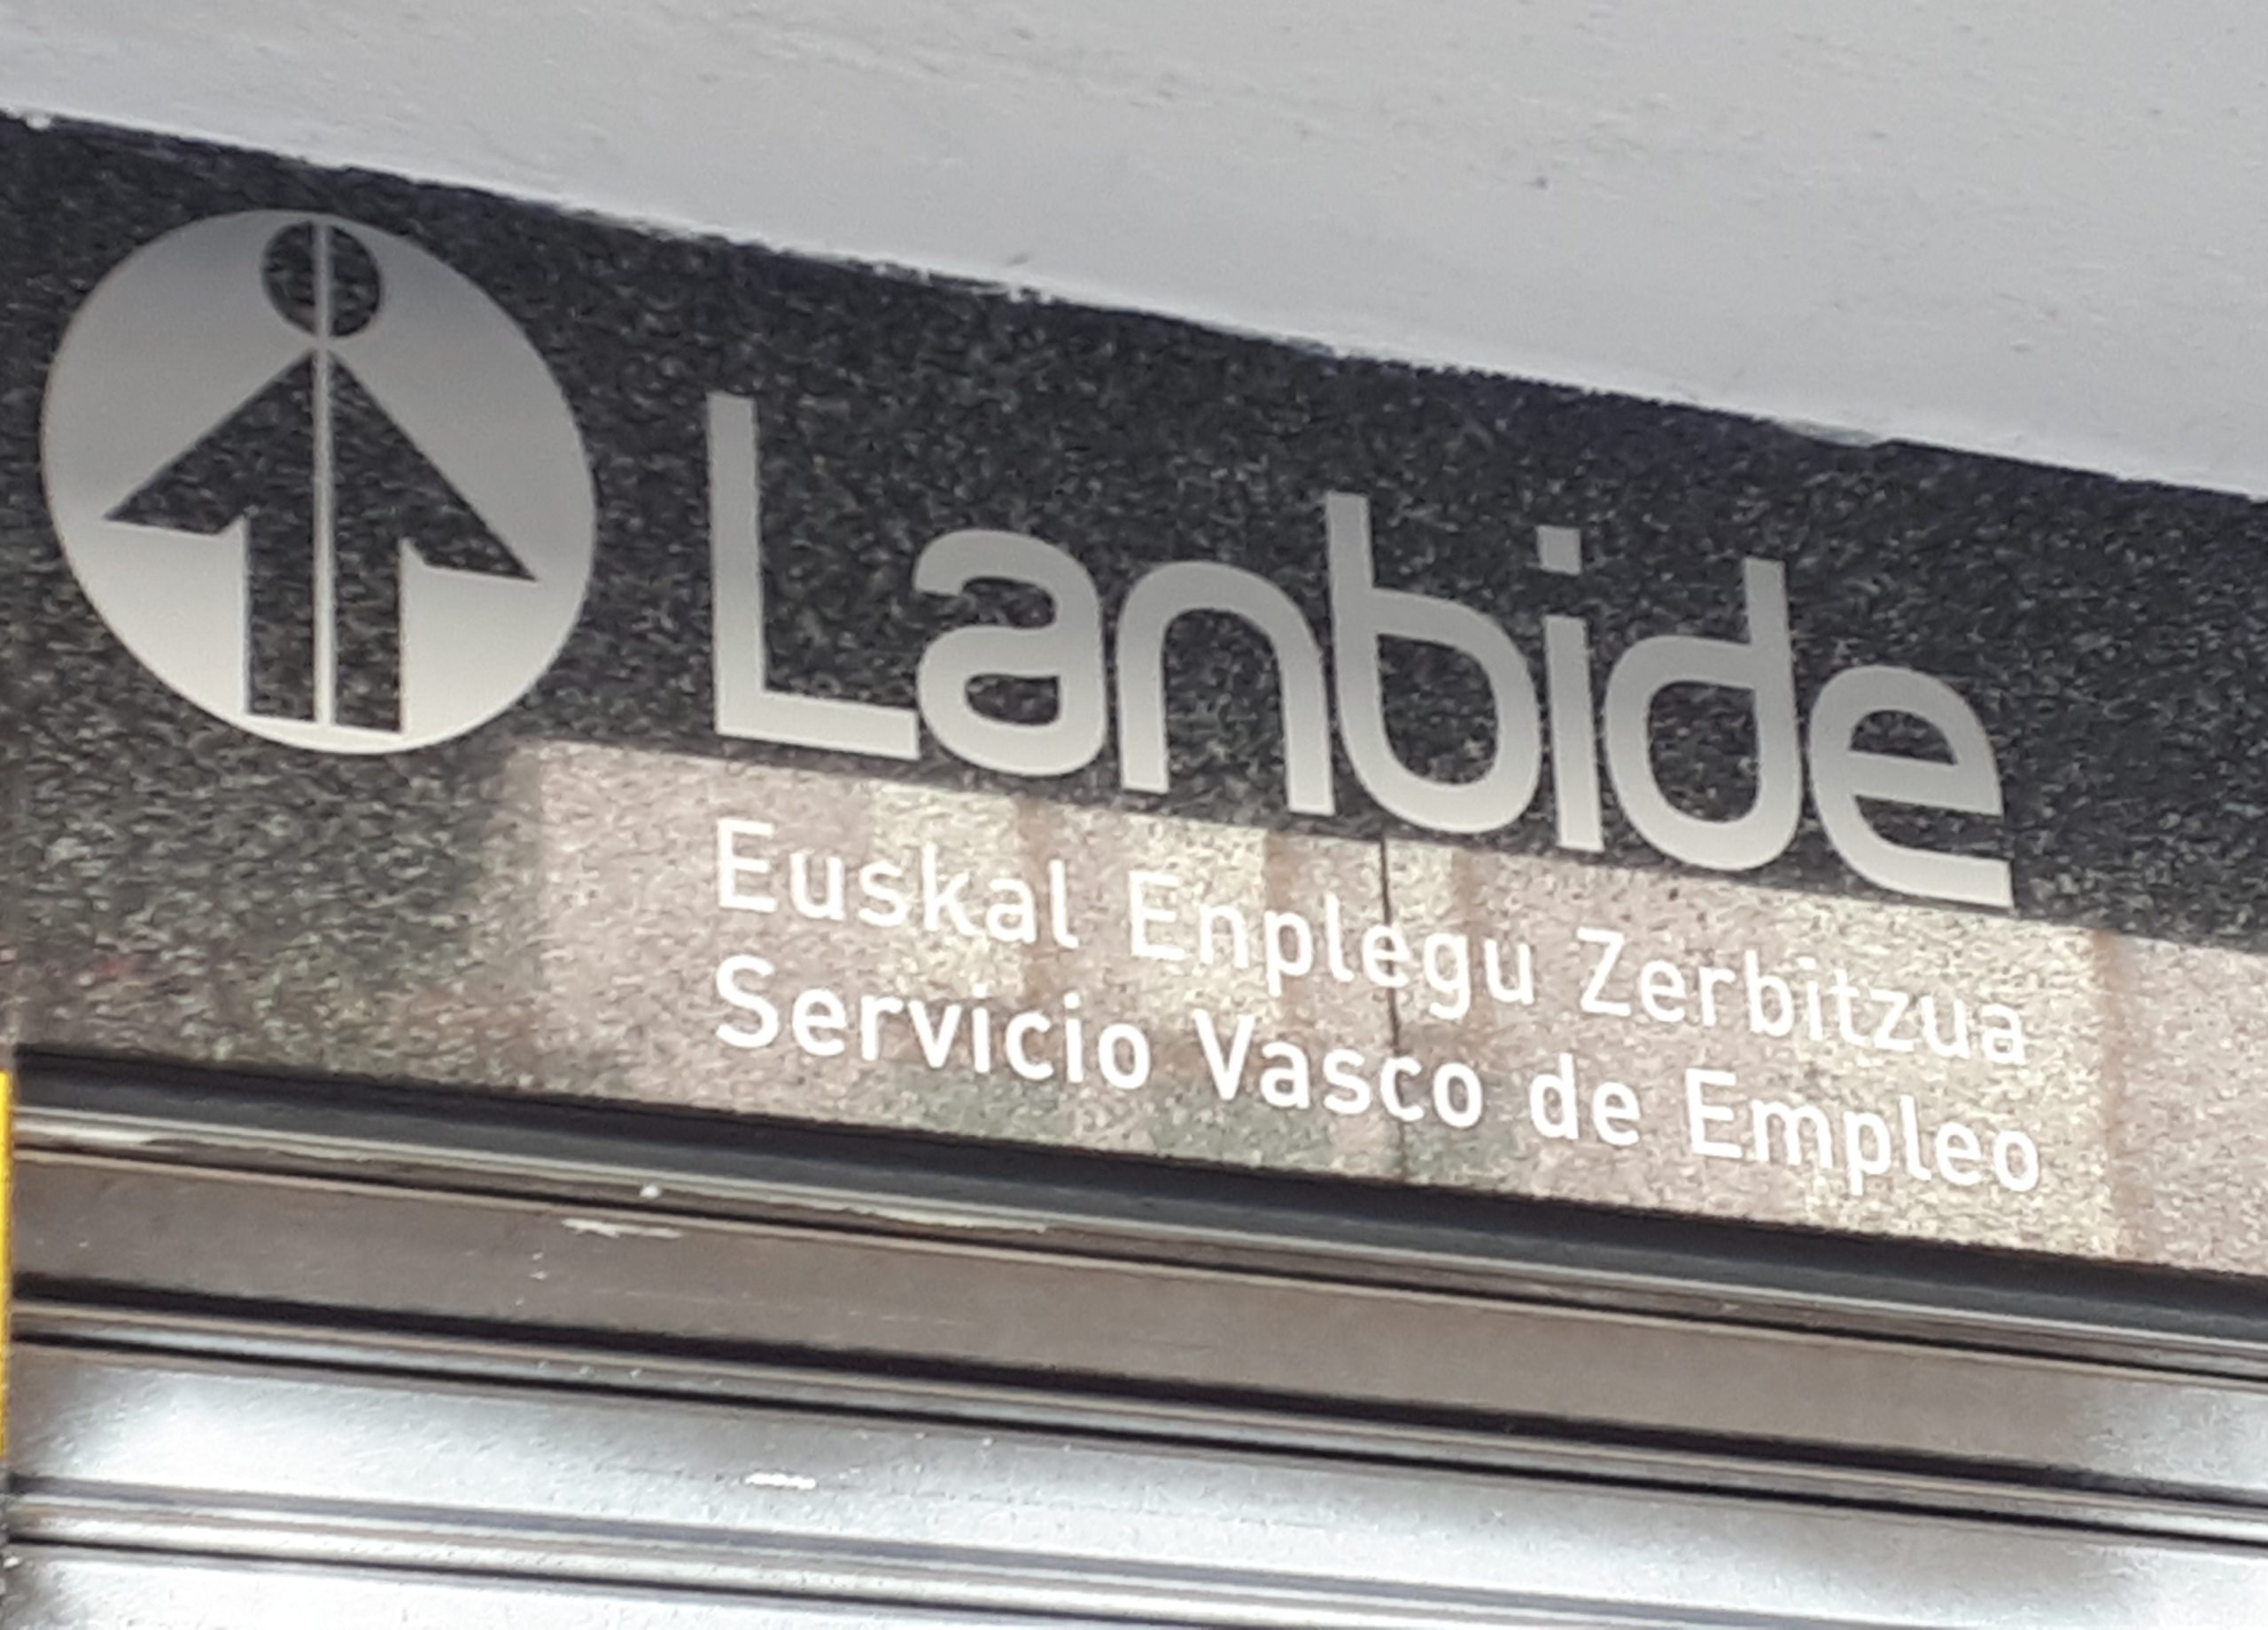 Lanbide
Euskal Enplegu Zerbitzua
Servicio Vasco de Empleo